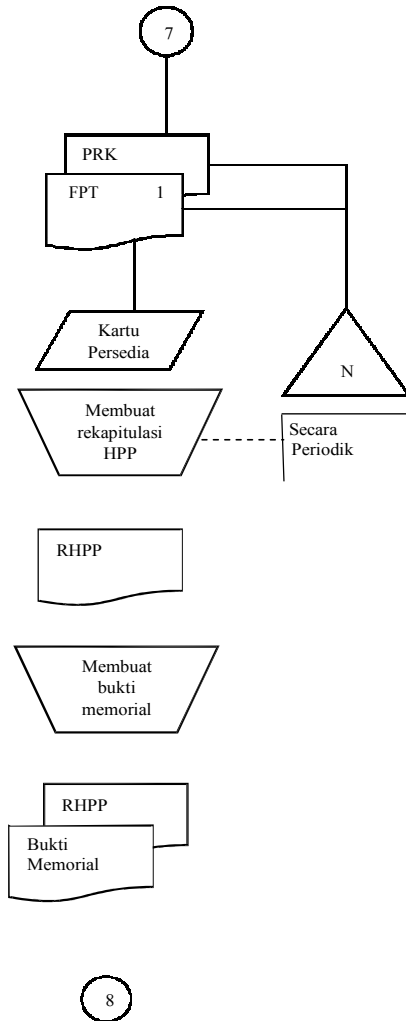 7
PRK
FPT 1
Kartu
Persedia
N
Membuat
rekapitulasi
HPP
Secara
Periodik
RHPP
Membuat
bukti
memorial
RHPP
Bukti
Memorial
8